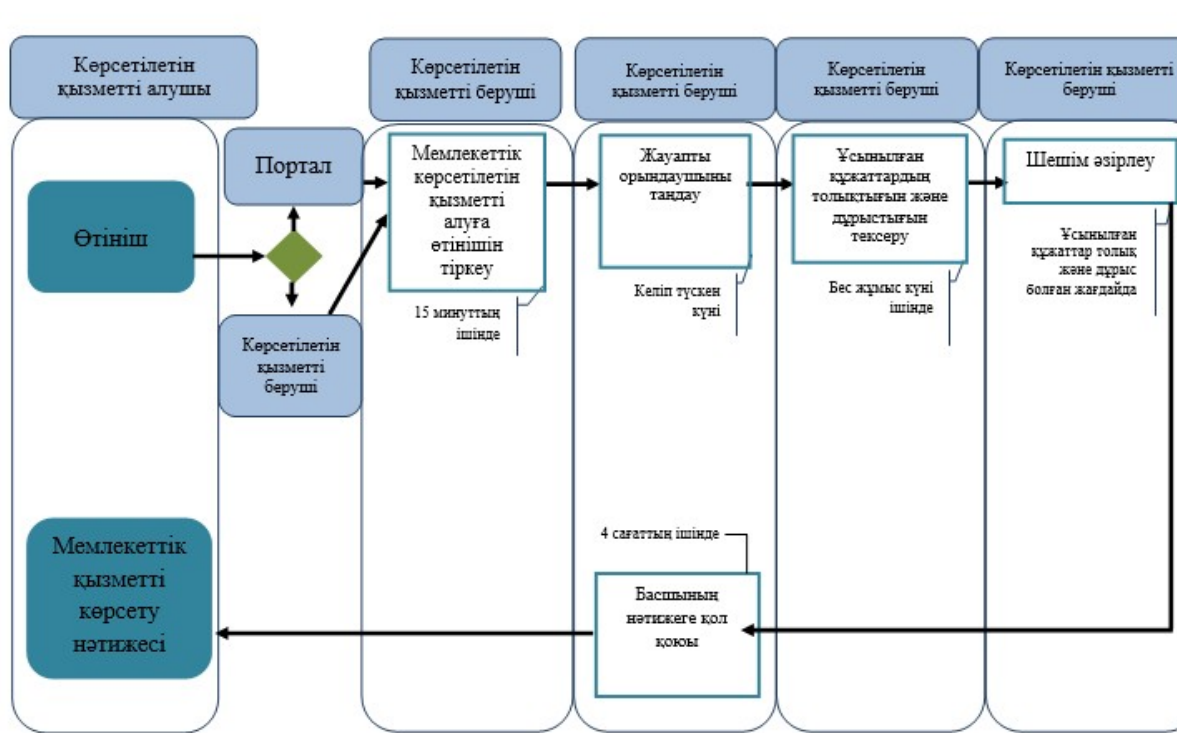 Көрсетілетін
қызметті алушы
Көрсетілетін
қызметті беруші
Көрсетілетін
қызметті беруші
Көрсетілетін
қызметті беруші
Көрсетілетін қызметті
беруші
Өтініш
Портал
Көрсетілетін
қызметті
беруші
Мемлекеттік
көрсетілетін
қызметті
алуға
өтінішін
тіркеу
15 минуттың
ішінде
Жауапты
орындаушыны
таңдау
Келіп түскен
күні
Ұсынылған
құжаттардың
толықтығын және
дұрыстығын
тексеру
Бес жұмыс күні
ішінде
Шешім әзірлеу
Ұсынылған
құжаттар толық
және дұрыс
болған жағдайда
4 сағаттың ішінде
Басшының
нәтижеге қол
қоюы
Мемлекеттік
қызметті
көрсету
нәтижесі